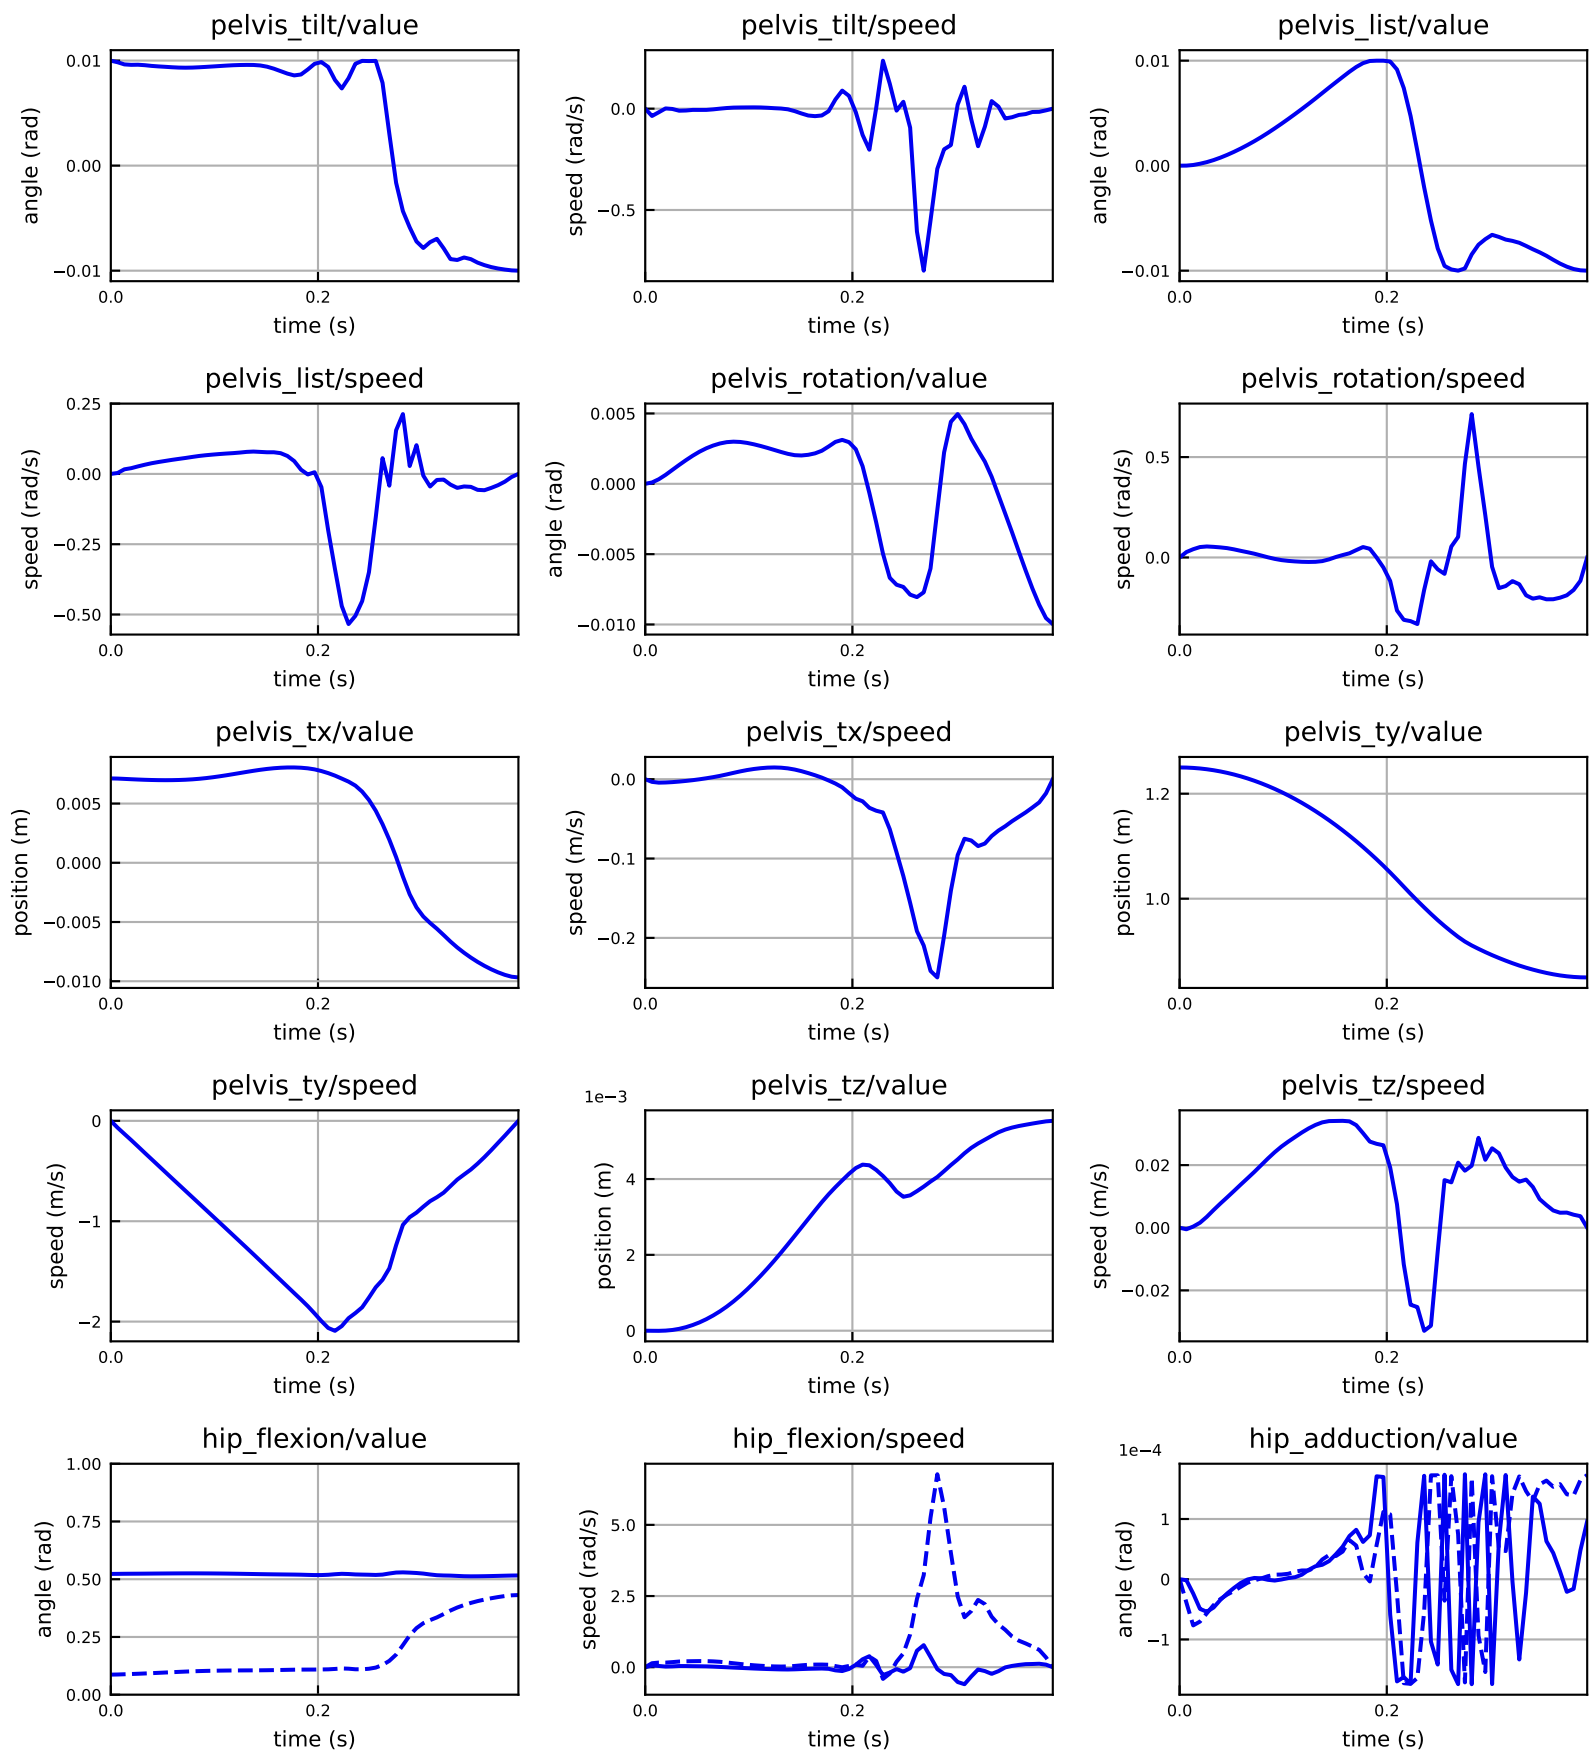 pelvis_tilt/value
angle (rad)
0.01
0.00
−0.01
0.0 0.2
time (s)
pelvis_tilt/speed
speed (rad/s)
0.0
−0.5
0.0 0.2
time (s)
pelvis_list/value
angle (rad)
0.01
0.00
−0.01
0.0 0.2
time (s)
pelvis_list/speed
speed (rad/s)
0.25
0.00
−0.25
−0.50
0.0 0.2
time (s)
pelvis_rotation/value
angle (rad)
0.005
0.000
−0.005
−0.010
0.0 0.2
time (s)
pelvis_rotation/speed
speed (rad/s)
0.5
0.0
0.0 0.2
time (s)
pelvis_tx/value
position (m)
0.005
0.000
−0.005
−0.010
0.0 0.2
time (s)
pelvis_tx/speed
speed (m/s)
0.0
−0.1
−0.2
0.0 0.2
time (s)
pelvis_ty/value
position (m)
1.2
1.0
0.0 0.2
time (s)
pelvis_ty/speed
speed (m/s)
0
−1
−2
0.0 0.2
time (s)
pelvis_tz/value
1e−3
position (m)
4
2
0
0.0 0.2
time (s)
pelvis_tz/speed
speed (m/s)
0.02
0.00
−0.02
0.0 0.2
time (s)
hip_flexion/value
angle (rad)
1.00
0.75
0.50
0.25
0.00
0.0 0.2
time (s)
hip_flexion/speed
speed (rad/s)
5.0
2.5
0.0
0.0 0.2
time (s)
hip_adduction/value
1e−4
angle (rad)
1
0
−1
0.0 0.2
time (s)